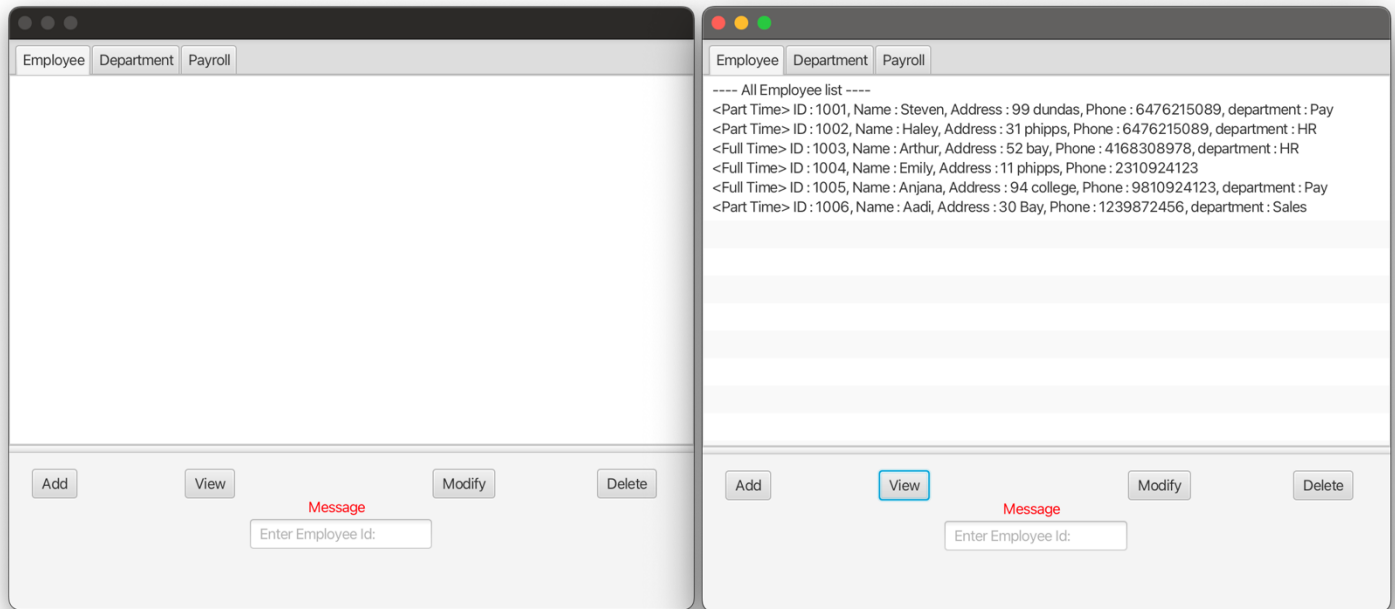 Employee Department Payroll
Add View Modify Delete
Message
Enter Employee Id:
Employee Department Payroll
---- All Employee list ----
<Part Time> ID : 1001, Name : Steven, Address : 99 dundas, Phone : 6476215089, department : Pay
<Part Time> ID : 1002, Name : Haley, Address : 31 phipps, Phone : 6476215089, department : HR
<Full Time> ID : 1003, Name : Arthur, Address : 52 bay, Phone : 4168308978, department : HR
<Full Time> ID : 1004, Name : Emily, Address : 11 phipps, Phone : 2310924123
<Full Time> ID : 1005, Name : Anjana, Address : 94 college, Phone : 9810924123, department : Pay
<Part Time> ID : 1006, Name : Aadi, Address : 30 Bay, Phone : 1239872456, department : Sales
Add View Modify Delete
Message
Enter Employee Id: